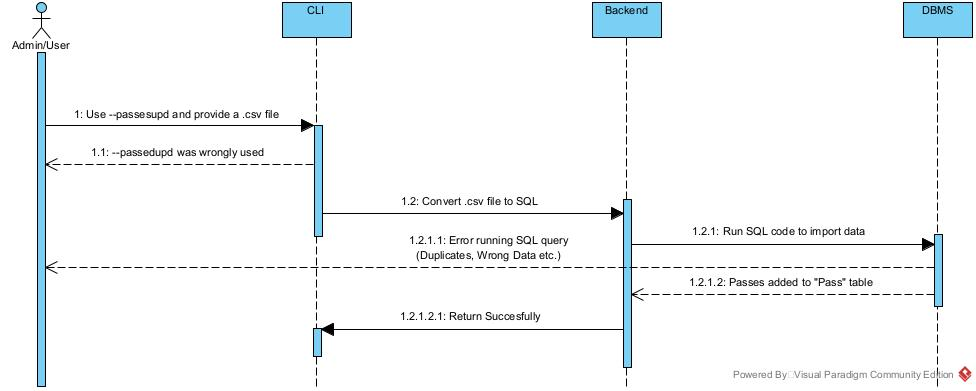 CLI
Backend
DBMS
Admin/User
1: Use --passesupd and provide a .csv file
1.1: --passedupd was wrongly used
1.2: Convert .csv file to SQL
1.2.1: Run SQL code to import data
1.2.1.1: Error running SQL query
(Duplicates, Wrong Data etc.)
1.2.1.2: Passes added to "Pass" table
1.2.1.2.1: Return Succesfully
Powered By Visual Paradigm Community Edition